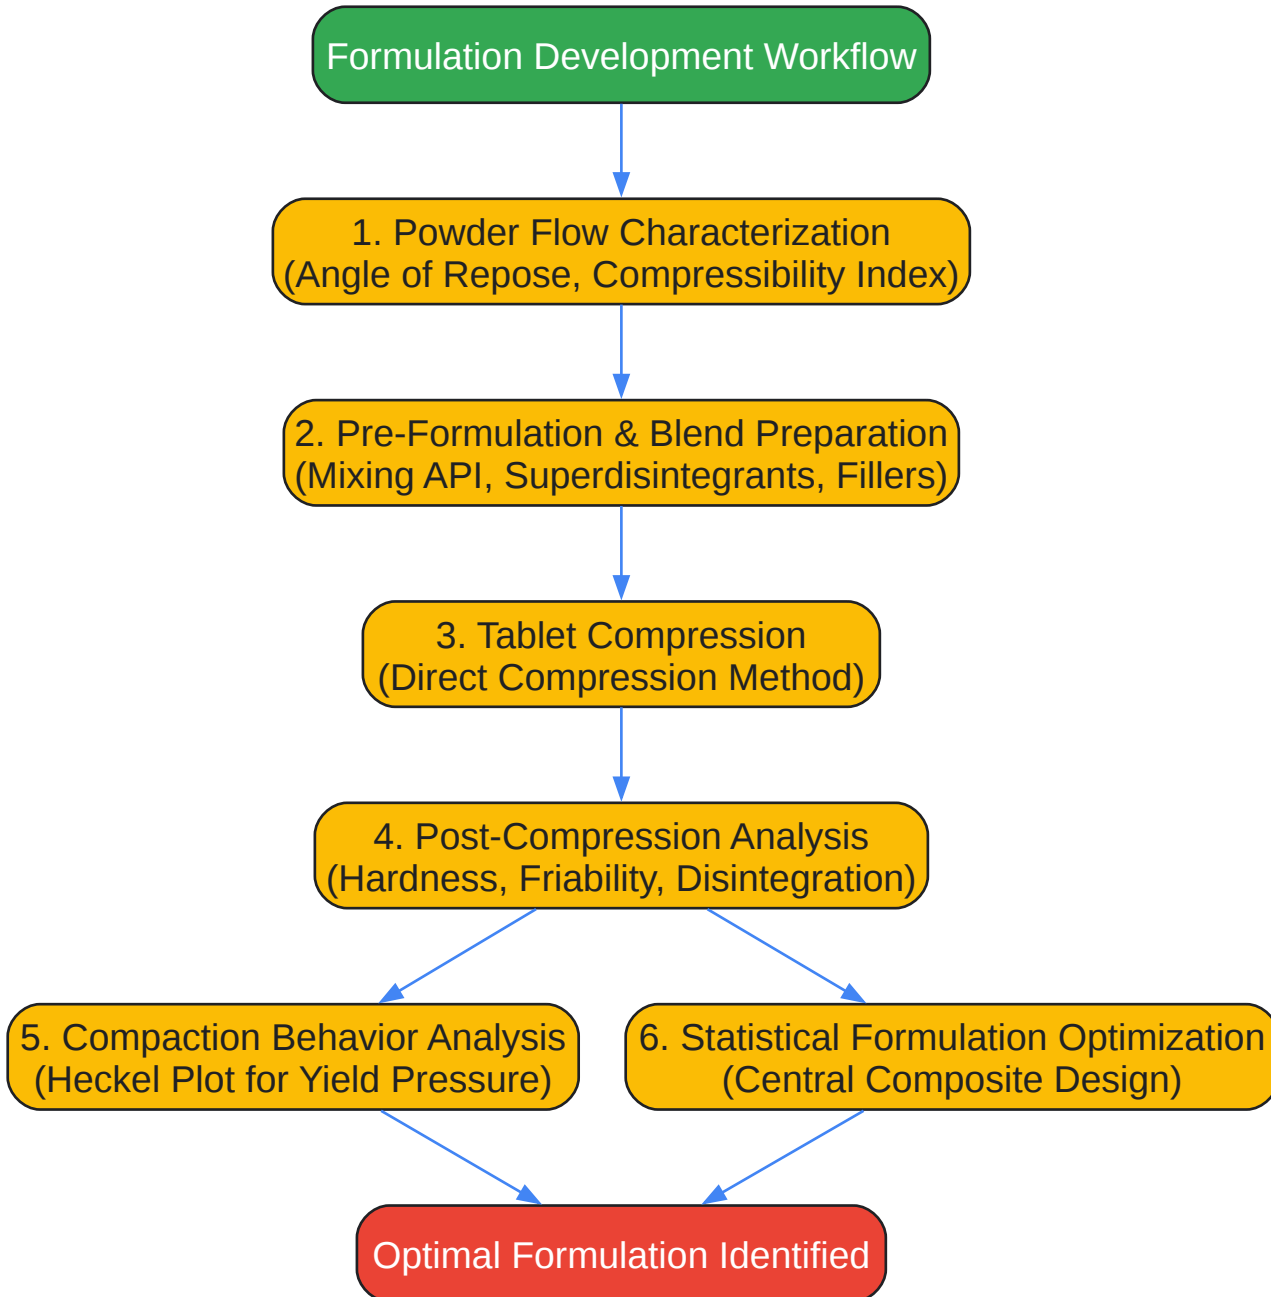 Formulation Development Workflow
1. Powder Flow Characterization
(Angle of Repose, Compressibility Index)
2. Pre-Formulation & Blend Preparation
(Mixing API, Superdisintegrants, Fillers)
3. Tablet Compression
(Direct Compression Method)
4. Post-Compression Analysis
(Hardness, Friability, Disintegration)
5. Compaction Behavior Analysis
(Heckel Plot for Yield Pressure)
6. Statistical Formulation Optimization
(Central Composite Design)
Optimal Formulation Identified